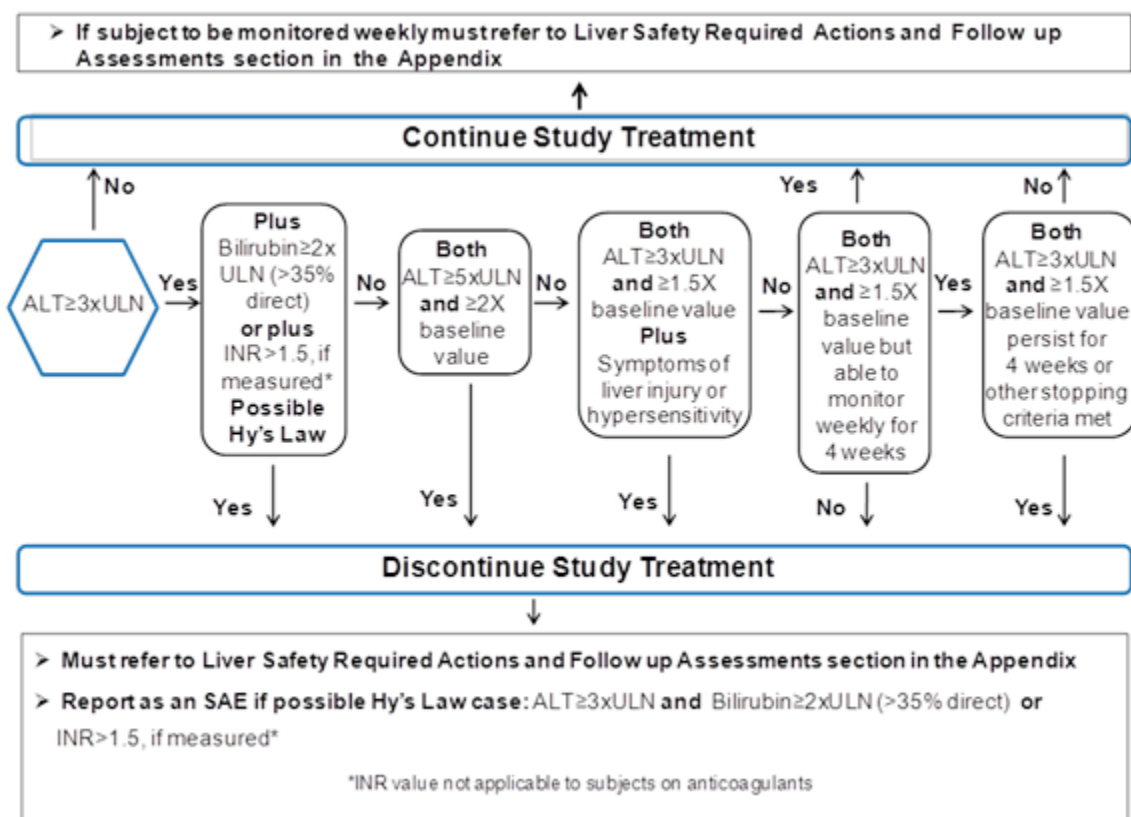 ➢ If subject to be monitored weekly must refer to Liver Safety Required Actions and Follow up
Assessments section in the Appendix
Continue Study Treatment
No
Yes
No
ALT≥3xULN
Yes
Plus
Bilirubin≥2x
ULN (>35%
direct)
or plus
INR>1.5, if
measured*
Possible
Hy's Law
No
Both
ALT≥5xULN
and ≥2X
baseline
value
No
Both
ALT≥3xULN
and ≥1.5X
baseline value
Plus
Symptoms of
liver injury or
hypersensitivity
No
Both
ALT≥3xULN
and ≥1.5X
baseline
value but
able to
monitor
weekly for
4 weeks
Yes
Both
ALT≥3xULN
and ≥1.5X
baseline value
persist for
4 weeks or
other stopping
criteria met
Yes
Yes
Yes
No
Yes
Discontinue Study Treatment
➢ Must refer to Liver Safety Required Actions and Follow up Assessments section in the Appendix
➢ Report as an SAE if possible Hy's Law case: ALT≥3xULN and Bilirubin≥2xULN (>35% direct) or
INR>1.5, if measured*
*INR value not applicable to subjects on anticoagulants